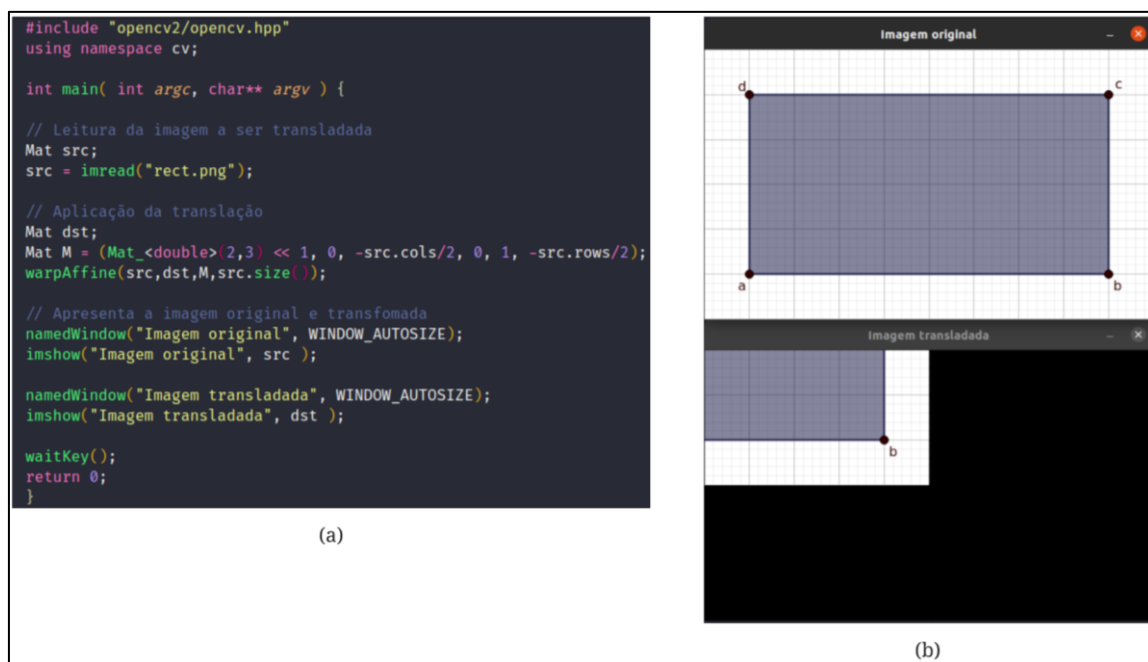 #include "opencv2/opencv.hpp"
using namespace cv;
int main( int argc, char** argv ) {
// Leitura da imagem a ser transladada
Mat src;
src = imread("rect.png");
// Aplicação da translação
Mat dst;
Mat M = (Mat_<double>(2,3) << 1, 0, -src.cols/2, 0, 1, -src.rows/2);
warpAffine(src,dst,M,src.size());
// Apresenta a imagem original e transfomada
namedWindow("Imagem original", WINDOW_AUTOSIZE);
imshow("Imagem original", src );
namedWindow("Imagem transladada", WINDOW_AUTOSIZE);
imshow("Imagem transladada", dst );
waitKey();
return 0;
}
(a)
Imagem original
d
c
a
b
Imagem transladada
b
(b)